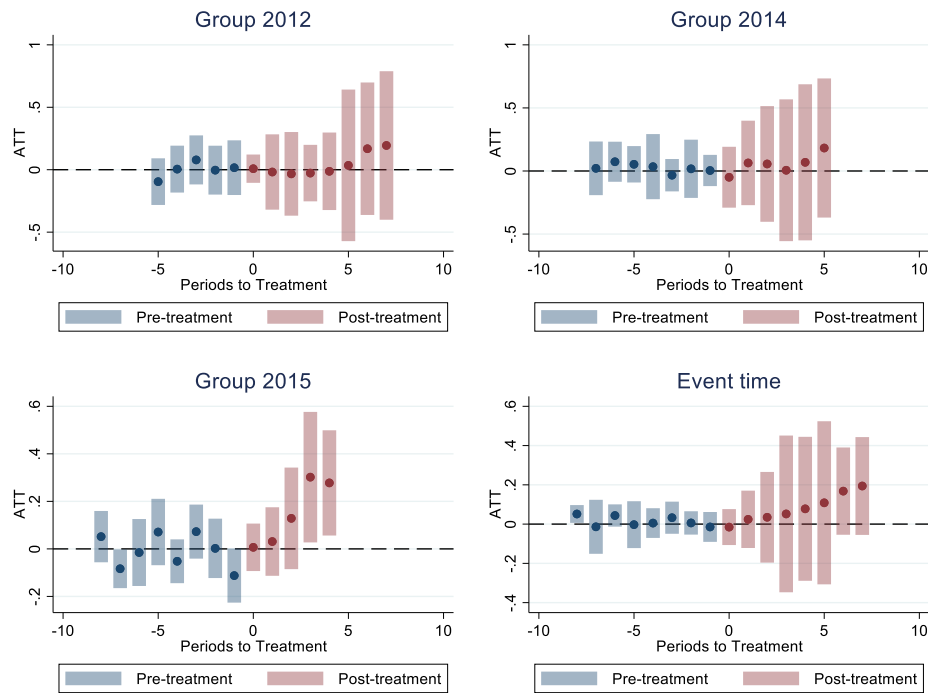 Group 2012
1
.5
0
-.5
ATT
-10 -5 0 5 10
Periods to Treatment
Pre-treatment Post-treatment
Group 2014
1
.5
0
-.5
ATT
-10 -5 0 5 10
Periods to Treatment
Pre-treatment Post-treatment
Group 2015
.6
.4
.2
0
-.2
ATT
-10 -5 0 5 10
Periods to Treatment
Pre-treatment Post-treatment
Event time
.6
.4
.2
0
-.2
-.4
ATT
-10 -5 0 5 10
Periods to Treatment
Pre-treatment Post-treatment